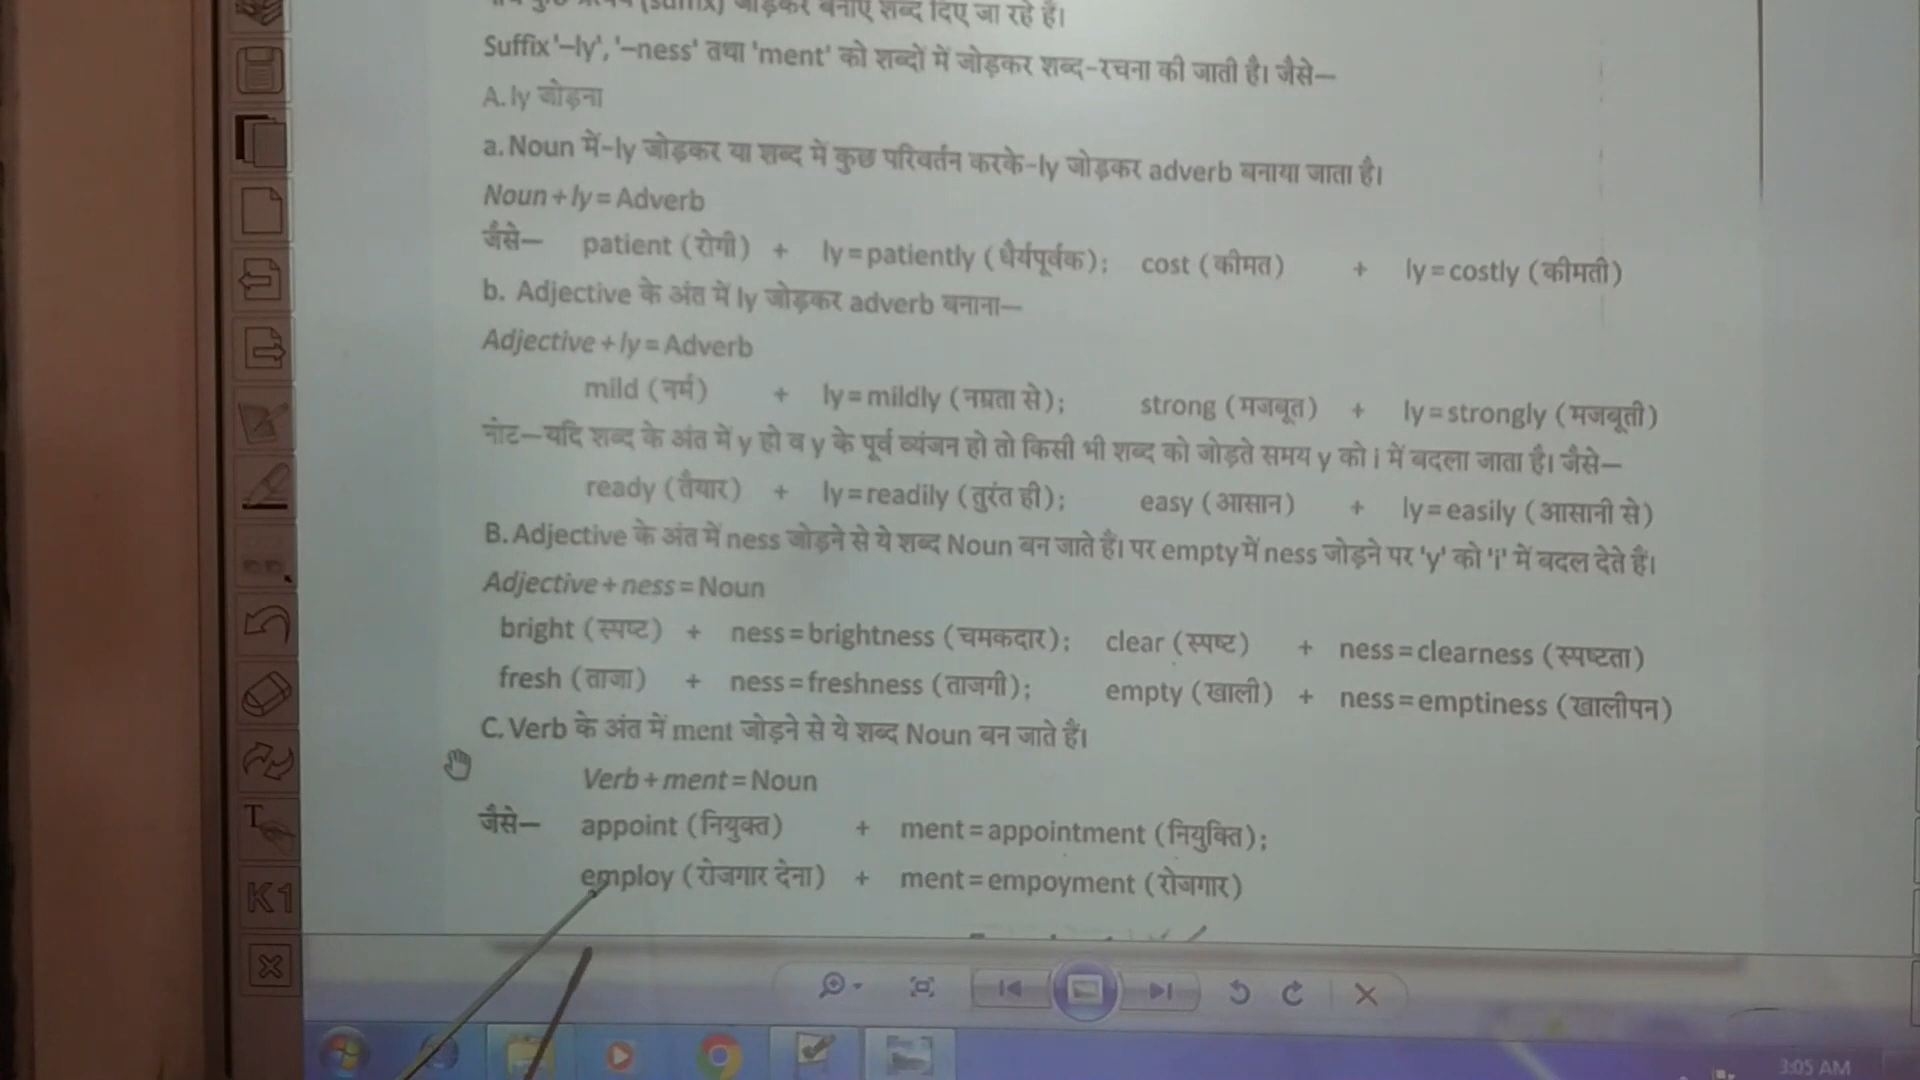 (suffix) जोड़कर बनाए शब्द दिए जा रहे हैं।
Suffix '–ly', '–ness' तथा 'ment' को शब्दों में जोड़कर शब्द-रचना की जाती है। जैसे—
A. ly जोड़ना
a. Noun में-ly जोड़कर या शब्द में कुछ परिवर्तन करके-ly जोड़कर adverb बनाया जाता है।
Noun + ly = Adverb
जैसे— patient (रोगी) + ly = patiently (धैर्यपूर्वक); cost (कीमत) + ly = costly (कीमती)
b. Adjective के अंत में ly जोड़कर adverb बनाना—
Adjective + ly = Adverb
mild (नर्म) + ly = mildly (नम्रता से); strong (मजबूत) + ly = strongly (मजबूती)
नोट—यदि शब्द के अंत में y हो व y के पूर्व व्यंजन हो तो किसी भी शब्द को जोड़ते समय y को i में बदला जाता है। जैसे—
ready (तैयार) + ly = readily (तुरंत ही); easy (आसान) + ly = easily (आसानी से)
B. Adjective के अंत में ness जोड़ने से ये शब्द Noun बन जाते हैं। पर empty में ness जोड़ने पर 'y' को 'i' में बदल देते हैं।
Adjective + ness = Noun
bright (स्पष्ट) + ness = brightness (चमकदार); clear (स्पष्ट) + ness = clearness (स्पष्टता)
fresh (ताजा) + ness = freshness (ताजगी); empty (खाली) + ness = emptiness (खालीपन)
C. Verb के अंत में ment जोड़ने से ये शब्द Noun बन जाते हैं।
Verb + ment = Noun
जैसे— appoint (नियुक्त) + ment = appointment (नियुक्ति);
employ (रोजगार देना) + ment = empoyment (रोजगार)
T
K1
3:05 AM